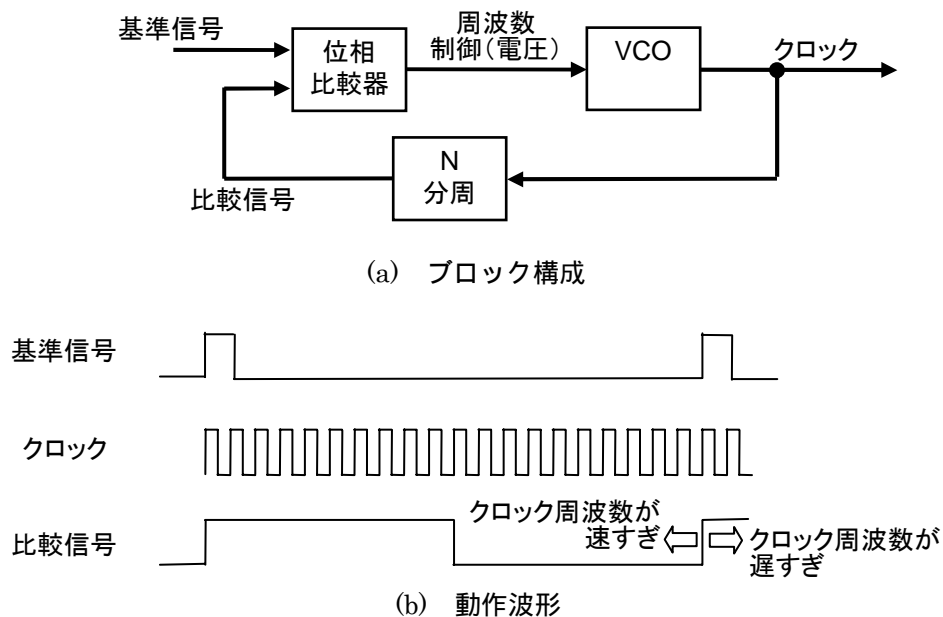 基準信号
位相
比較器
周波数
制御(電圧)
VCO
クロック
N
分周
比較信号
(a) ブロック構成
基準信号
クロック
比較信号
クロック周波数が
速すぎ
クロック周波数が
遅すぎ
(b) 動作波形